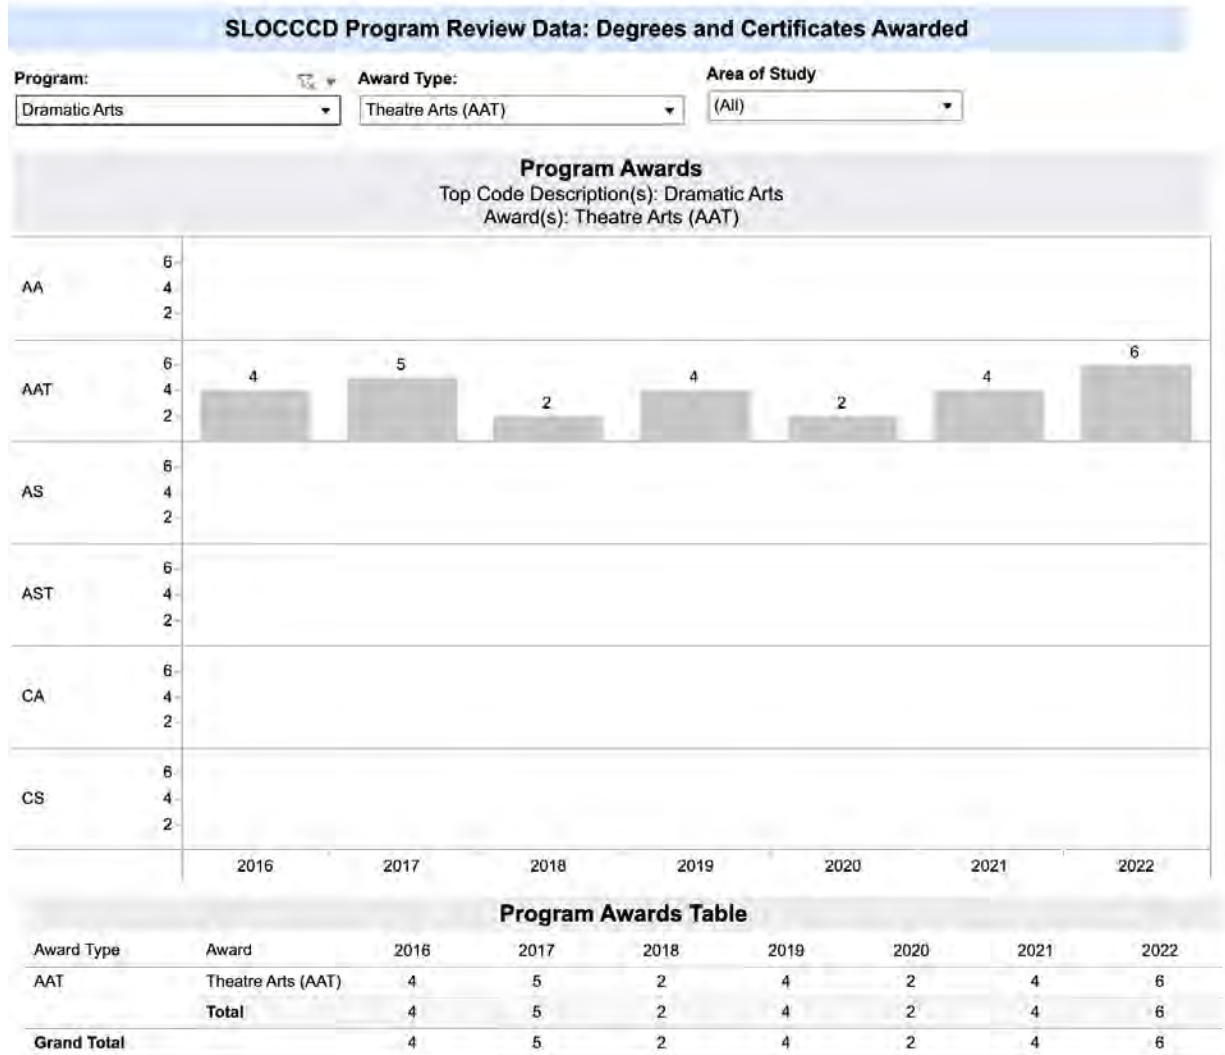 SLOCCCD Program Review Data: Degrees and Certificates Awarded
Program: Award Type: Area of Study
Dramatic Arts Theatre Arts (AAT) (All)
Program Awards
Top Code Description(s): Dramatic Arts
Award(s): Theatre Arts (AAT)
AA 6 4 2
AAT 6 4 2 4 5 2 4 2 4 6
AS 6 4 2
AST 6 4 2
CA 6 4 2
CS 6 4 2
2016 2017 2018 2019 2020 2021 2022
Program Awards Table
Award Type Award 2016 2017 2018 2019 2020 2021 2022
AAT Theatre Arts (AAT) 4 5 2 4 2 4 6
Total 4 5 2 4 2 4 6
Grand Total 4 5 2 4 2 4 6